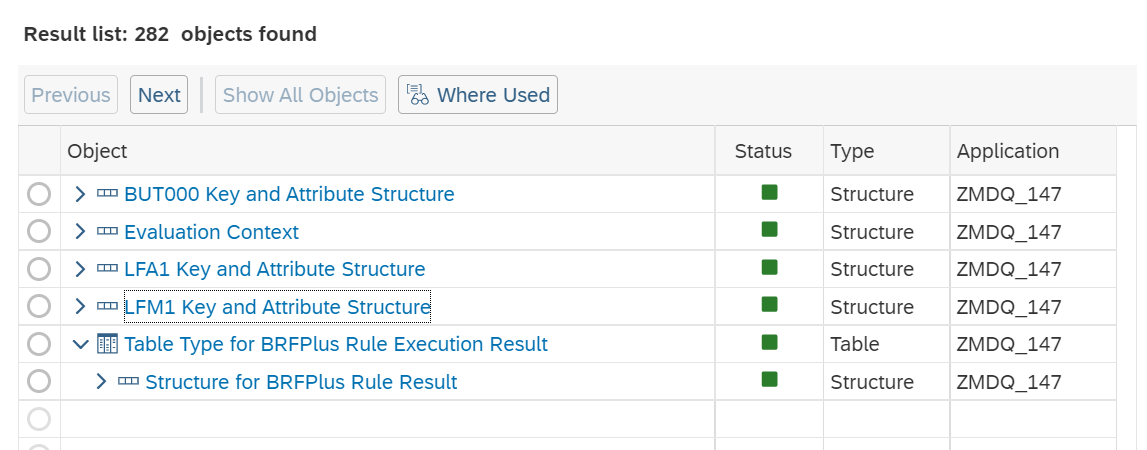 Result list: 282 objects found
Previous Next Show All Objects Where Used
Object Status Type Application
BUT000 Key and Attribute Structure Structure ZMDQ_147
Evaluation Context Structure ZMDQ_147
LFA1 Key and Attribute Structure Structure ZMDQ_147
LFM1 Key and Attribute Structure Structure ZMDQ_147
Table Type for BRFPlus Rule Execution Result Table ZMDQ_147
Structure for BRFPlus Rule Result Structure ZMDQ_147